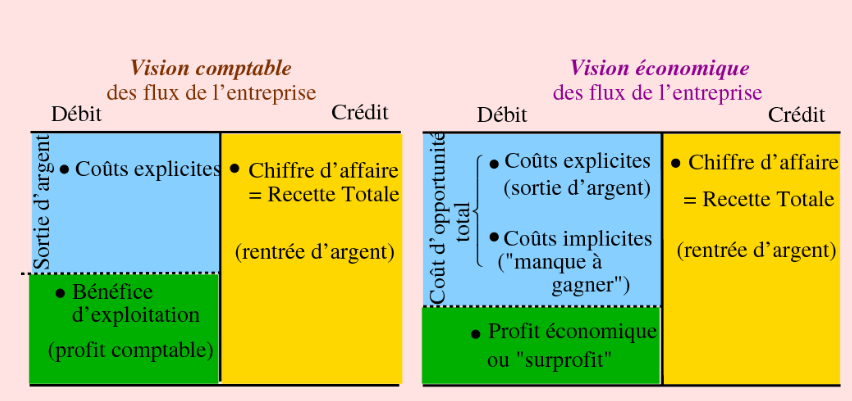 Vision comptable
des flux de l'entreprise
Débit
Crédit
Sortie d'argent
• Coûts explicites
• Chiffre d'affaire
= Recette Totale
(rentrée d'argent)
• Bénéfice
d'exploitation
(profit comptable)
Vision économique
des flux de l'entreprise
Débit
Crédit
Coût d'opportunité
total
• Coûts explicites
(sortie d'argent)
• Coûts implicites
("manque à
gagner")
• Chiffre d'affaire
= Recette Totale
(rentrée d'argent)
• Profit économique
ou "surprofit"